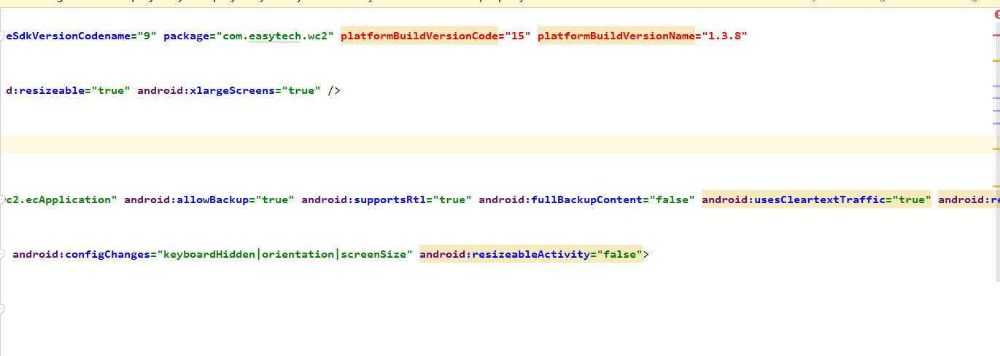 eSdkVersionCodename="9" package="com.easytech.wc2" platformBuildVersionCode="15" platformBuildVersionName="1.3.8"
d:resizeable="true" android:xlargeScreens="true" />
c2.ecApplication" android:allowBackup="true" android:supportsRtl="true" android:fullBackupContent="false" android:usesCleartextTraffic="true" android:re
android:configChanges="keyboardHidden|orientation|screenSize" android:resizeableActivity="false">